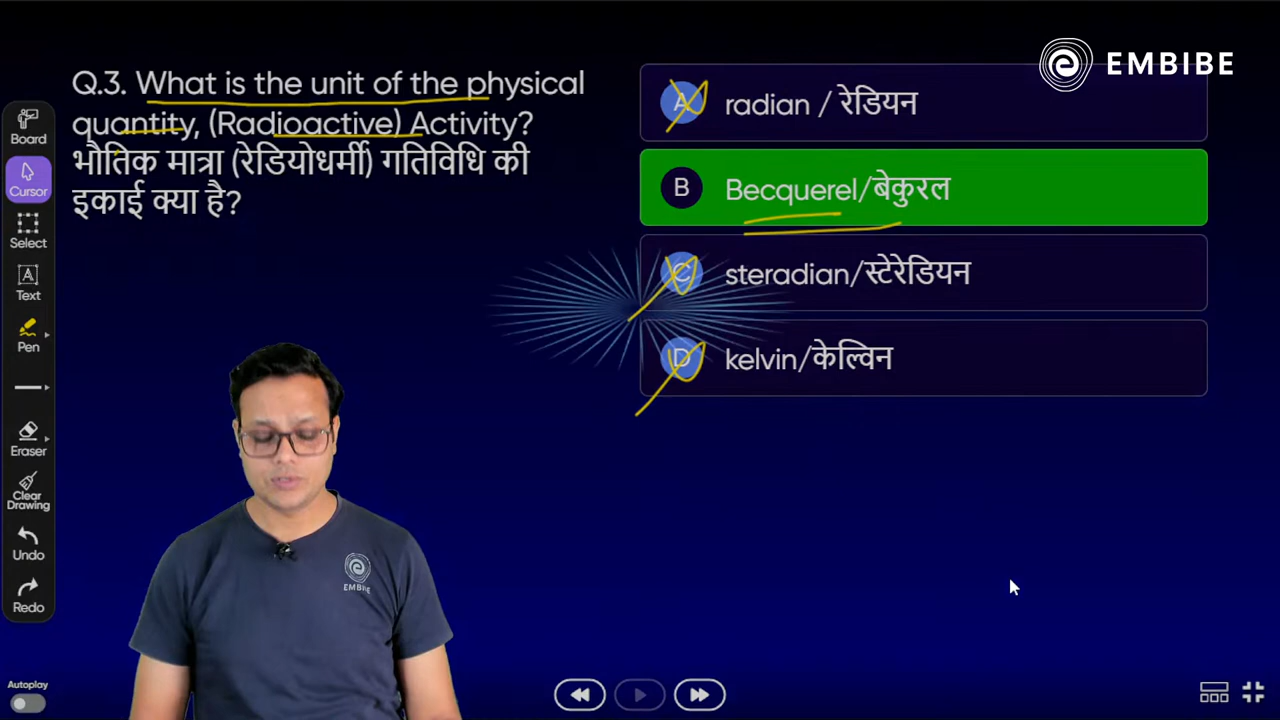 EMBIBE
Q.3. What is the unit of the physical
quantity, (Radioactive) Activity?
भौतिक मात्रा (रेडियोधर्मी) गतिविधि की
इकाई क्या है?
A radian / रेडियन
B Becquerel/बेकुरल
C steradian/स्टेरेडियन
D kelvin/केल्विन
Board
Cursor
Select
A
Text
Pen
Eraser
Clear
Drawing
Undo
Redo
EMBIBE
Autoplay